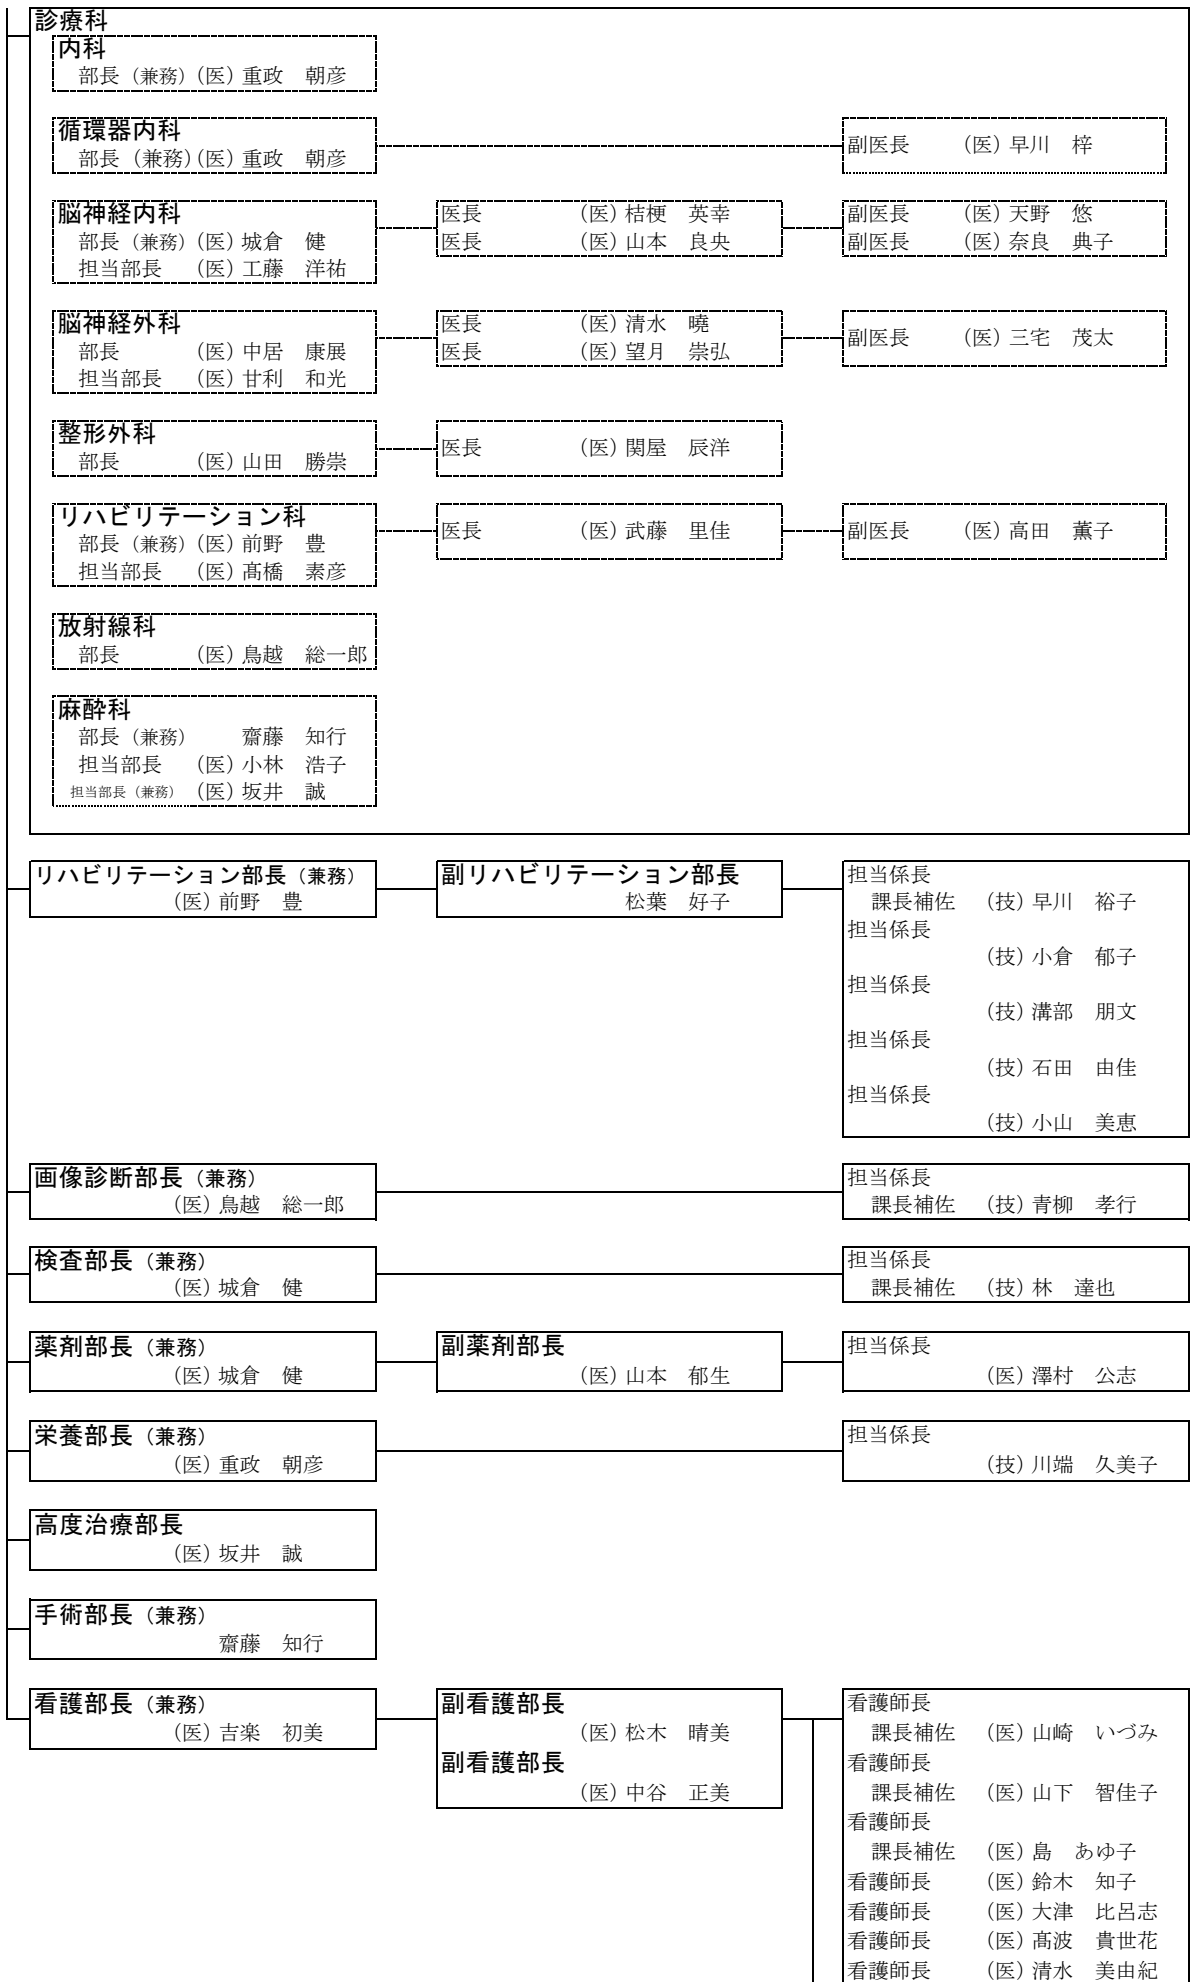 診療科
内科
部長（兼務）（医）重政　朝彦
循環器内科
部長（兼務）（医）重政　朝彦
副医長　（医）早川　梓
脳神経内科
部長（兼務）（医）城倉　健
担当部長　（医）工藤　洋祐
医長　（医）桔梗　英幸
医長　（医）山本　良央
副医長　（医）天野　悠
副医長　（医）奈良　典子
脳神経外科
部長　（医）中居　康展
担当部長　（医）甘利　和光
医長　（医）清水　曉
医長　（医）望月　崇弘
副医長　（医）三宅　茂太
整形外科
部長　（医）山田　勝崇
医長　（医）関屋　辰洋
リハビリテーション科
部長（兼務）（医）前野　豊
担当部長　（医）髙橋　素彦
医長　（医）武藤　里佳
副医長　（医）高田　薫子
放射線科
部長　（医）鳥越　総一郎
麻酔科
部長（兼務）　齋藤　知行
担当部長　（医）小林　浩子
担当部長（兼務）（医）坂井　誠
リハビリテーション部長（兼務）
（医）前野　豊
副リハビリテーション部長
松葉　好子
担当係長
課長補佐　（技）早川　裕子
担当係長
（技）小倉　郁子
担当係長
（技）溝部　朋文
担当係長
（技）石田　由佳
担当係長
（技）小山　美恵
画像診断部長（兼務）
（医）鳥越　総一郎
担当係長
課長補佐　（技）青柳　孝行
検査部長（兼務）
（医）城倉　健
担当係長
課長補佐　（技）林　達也
薬剤部長（兼務）
（医）城倉　健
副薬剤部長
（医）山本　郁生
担当係長
（医）澤村　公志
栄養部長（兼務）
（医）重政　朝彦
担当係長
（技）川端　久美子
高度治療部長
（医）坂井　誠
手術部長（兼務）
齋藤　知行
看護部長（兼務）
（医）吉楽　初美
副看護部長
（医）松木　晴美
副看護部長
（医）中谷　正美
看護師長
課長補佐　（医）山崎　いづみ
看護師長
課長補佐　（医）山下　智佳子
看護師長
課長補佐　（医）島　あゆ子
看護師長　（医）鈴木　知子
看護師長　（医）大津　比呂志
看護師長　（医）髙波　貴世花
看護師長　（医）清水　美由紀